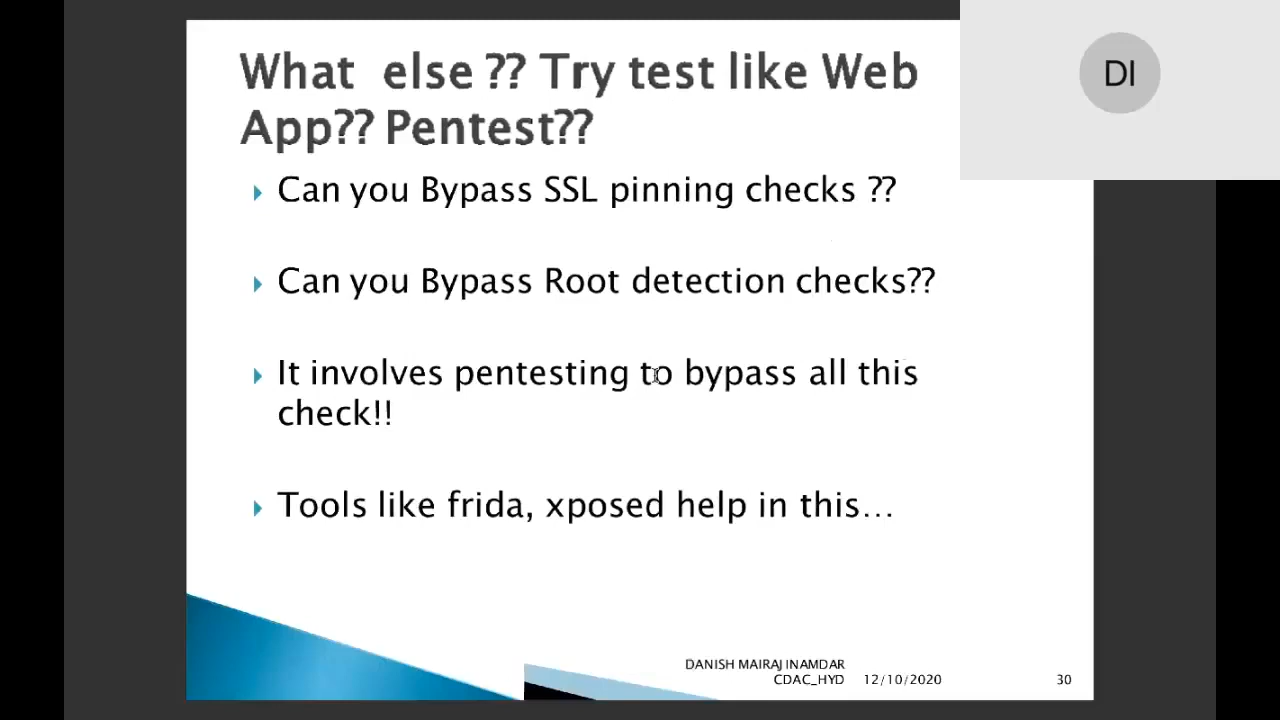 What else ?? Try test like Web
App?? Pentest??
DI
Can you Bypass SSL pinning checks ??
Can you Bypass Root detection checks??
It involves pentesting to bypass all this
check!!
Tools like frida, xposed help in this...
DANISH MAIRAJ INAMDAR
CDAC_HYD 12/10/2020 30